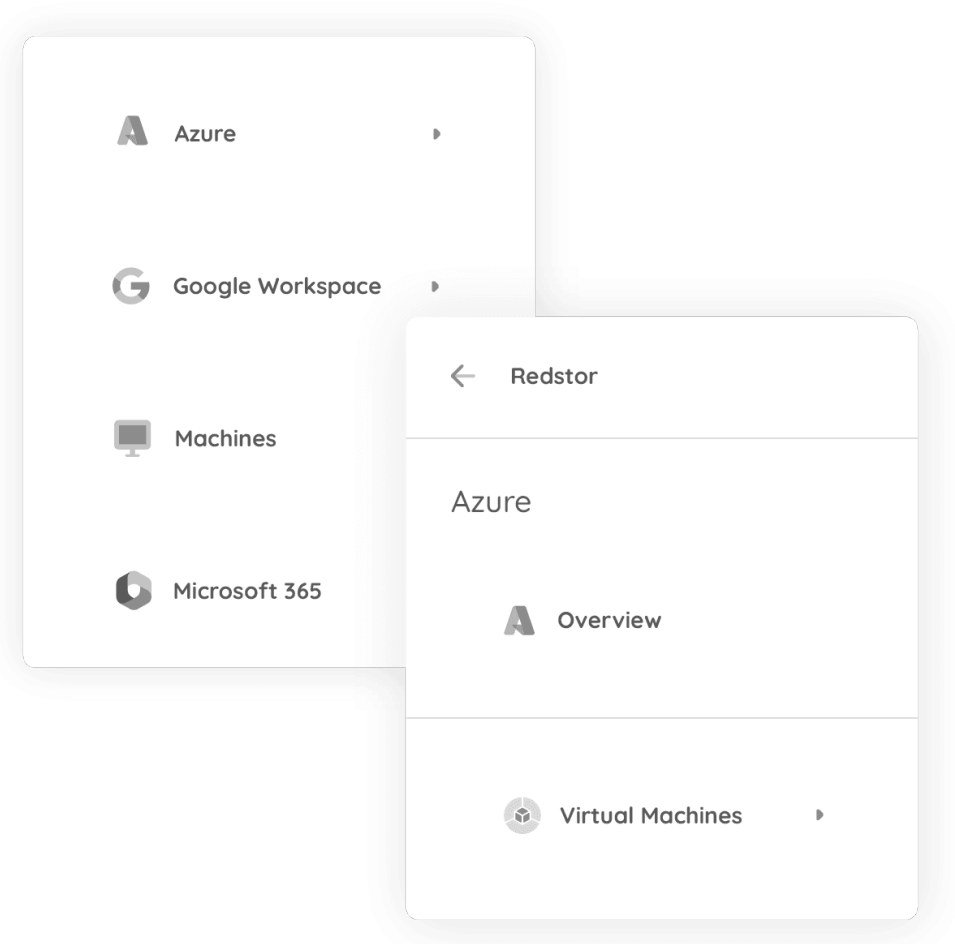 Azure
Google Workspace
Machines
Microsoft 365
Redstor
Azure
Overview
Virtual Machines